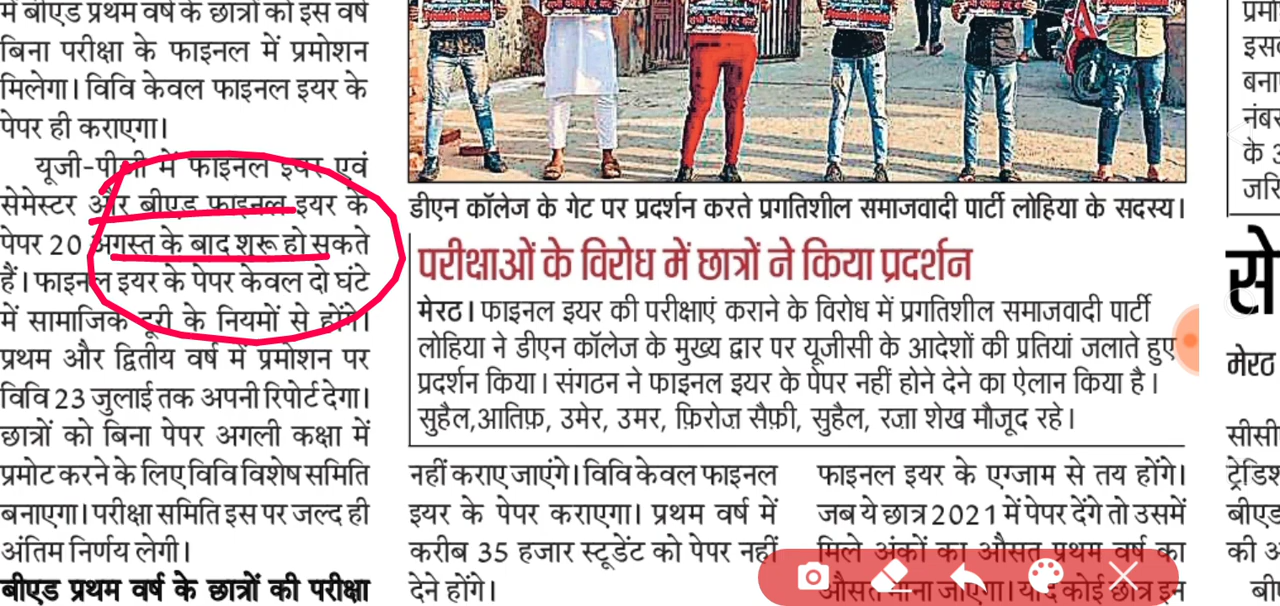 में बीएड प्रथम वर्ष के छात्रों को इस वर्ष
बिना परीक्षा के फाइनल में प्रमोशन
मिलेगा। विवि केवल फाइनल इयर के
पेपर ही कराएगा।
यूजी-पीजी में फाइनल इयर एवं
सेमेस्टर और बीएड फाइनल इयर के
पेपर 20 अगस्त के बाद शुरू हो सकते
हैं। फाइनल इयर के पेपर केवल दो घंटे
में सामाजिक दूरी के नियमों से होंगे।
प्रथम और द्वितीय वर्ष में प्रमोशन पर
विवि 23 जुलाई तक अपनी रिपोर्ट देगा।
छात्रों को बिना पेपर अगली कक्षा में
प्रमोट करने के लिए विवि विशेष समिति
बनाएगा। परीक्षा समिति इस पर जल्द ही
अंतिम निर्णय लेगी।
बीएड प्रथम वर्ष के छात्रों की परीक्षा
डीएन कॉलेज के गेट पर प्रदर्शन करते प्रगतिशील समाजवादी पार्टी लोहिया के सदस्य।
परीक्षाओं के विरोध में छात्रों ने किया प्रदर्शन
मेरठ। फाइनल इयर की परीक्षाएं कराने के विरोध में प्रगतिशील समाजवादी पार्टी
लोहिया ने डीएन कॉलेज के मुख्य द्वार पर यूजीसी के आदेशों की प्रतियां जलाते हुए
प्रदर्शन किया। संगठन ने फाइनल इयर के पेपर नहीं होने देने का ऐलान किया है।
सुहैल,आतिफ़, उमेर, उमर, फ़िरोज़ सैफ़ी, सुहैल, रज़ा शेख मौजूद रहे।
नहीं कराए जाएंगे। विवि केवल फाइनल
इयर के पेपर कराएगा। प्रथम वर्ष में
करीब 35 हजार स्टूडेंट को पेपर नहीं
देने होंगे।
फाइनल इयर के एग्जाम से तय होंगे।
जब ये छात्र 2021 में पेपर देंगे तो उसमें
मिले अंकों का औसत प्रथम वर्ष का
औसत माना जाएगा। यदि कोई छात्र इन
से
मेरठ
बीएड
की